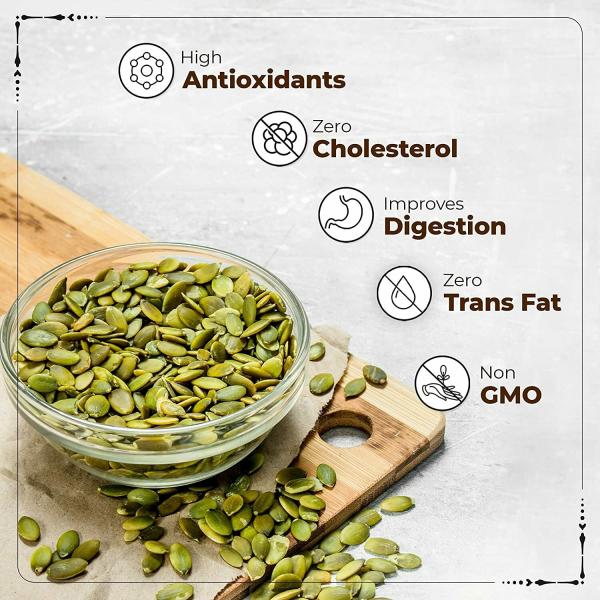 High
Antioxidants
Zero
Cholesterol
Improves
Digestion
Zero
Trans Fat
Non
GMO